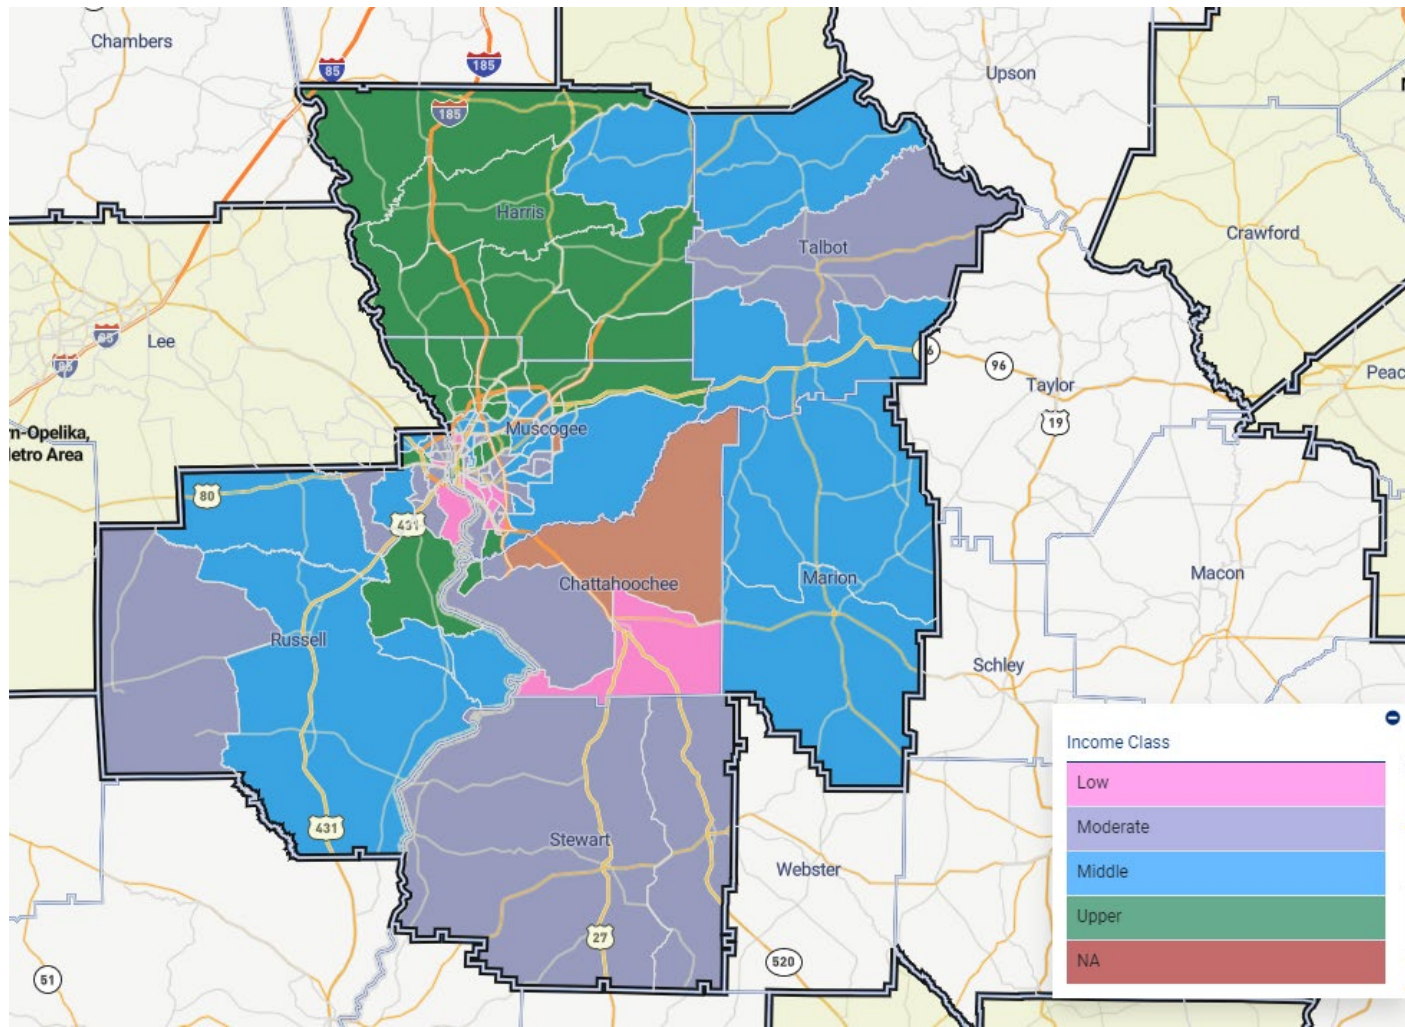 Chambers
85
185
Upson
185
Harris
Talbot
Crawford
85
Lee
85
6
96
Taylor
Peac
19
Muscogee
m-Opelika,
letro Area
80
431
Chattahoochee
Marion
Macon
Russell
Schley
Income Class
Low
Moderate
Middle
Upper
NA
431
Stewart
Webster
27
520
51